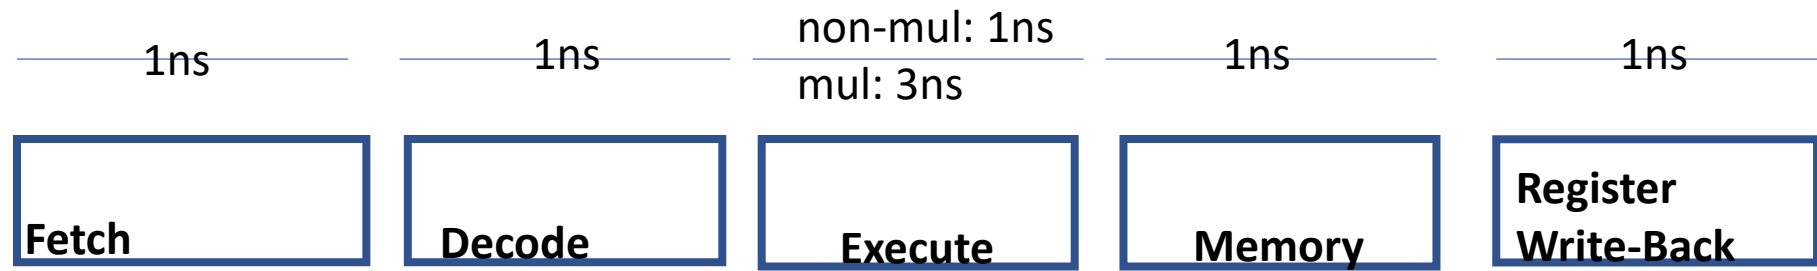 1ns
1ns
non-mul: 1ns
mul: 3ns
1ns
1ns
Fetch
Decode
Execute
Memory
Register
Write-Back